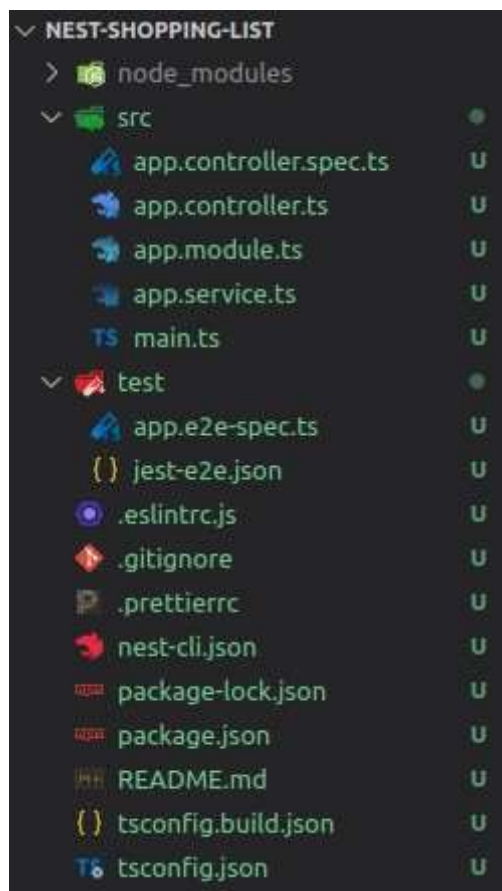 NEST-SHOPPING-LIST
node_modules
src
app.controller.spec.ts U
app.controller.ts U
app.module.ts U
app.service.ts U
TS main.ts U
test
app.e2e-spec.ts U
{} jest-e2e.json U
.eslintrc.js U
.gitignore U
.prettierrc U
nest-cli.json U
package-lock.json U
package.json U
README.md U
{} tsconfig.build.json U
TS tsconfig.json U